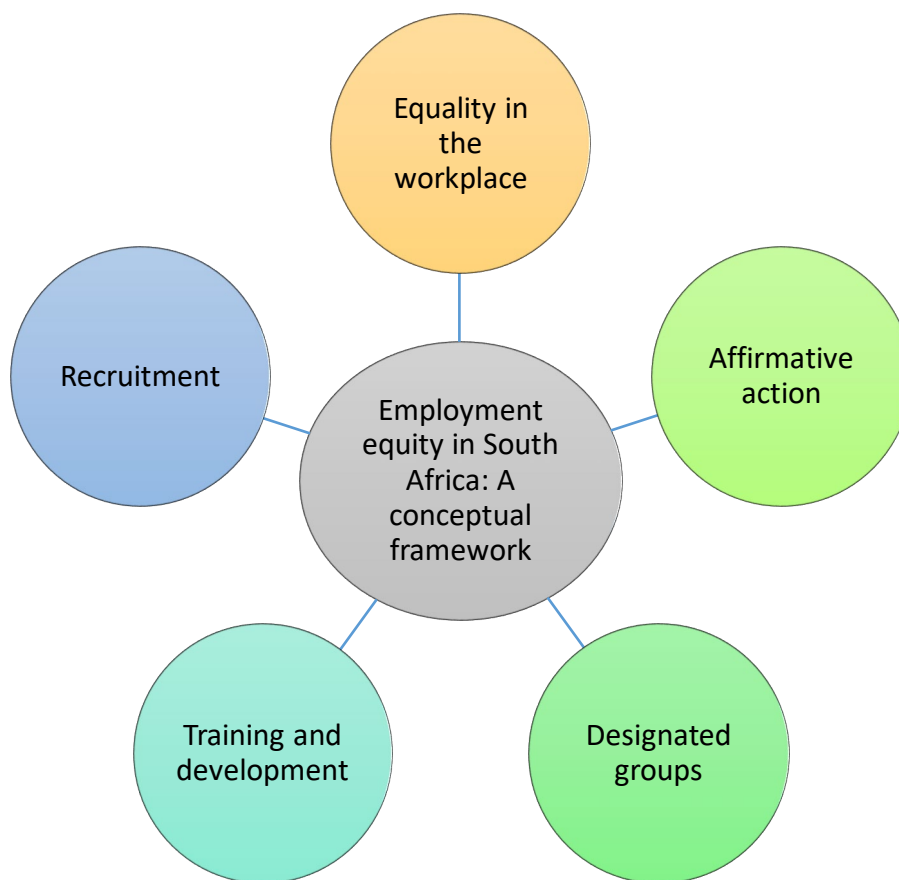 Equality in
the
workplace
Affirmative
action
Designated
groups
Training and
development
Recruitment
Employment
equity in South
Africa: A
conceptual
framework